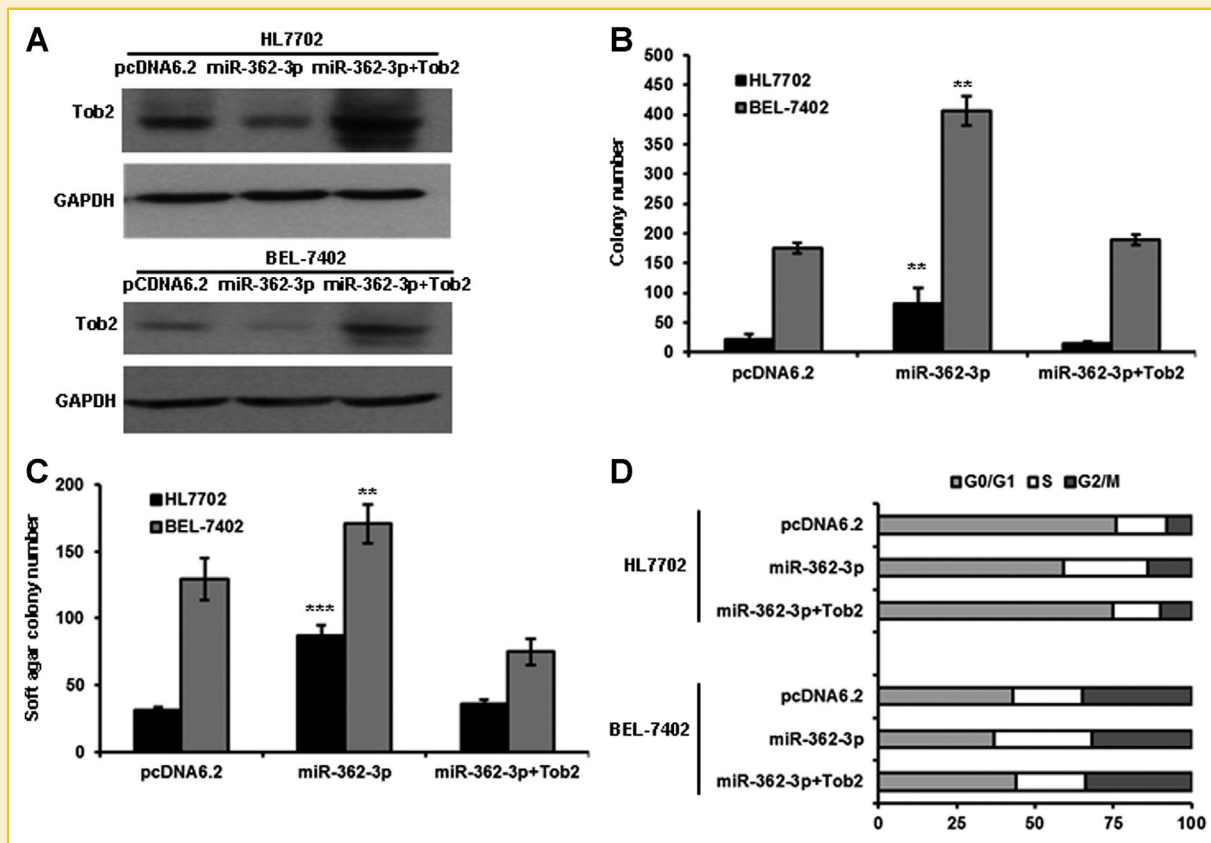 A
HL7702
pcDNA6.2 miR-362-3p miR-362-3p+Tob2
Tob2
GAPDH
BEL-7402
pCDNA6.2 miR-362-3p miR-362-3p+Tob2
Tob2
GAPDH
B
500
450
400
350
300
250
200
150
100
50
0
Colony number
HL7702
BEL-7402
**
**
pcDNA6.2 miR-362-3p miR-362-3p+Tob2
C
200
150
100
50
0
Soft agar colony number
HL7702
BEL-7402
***
**
pcDNA6.2 miR-362-3p miR-362-3p+Tob2
D
G0/G1 S G2/M
HL7702
pcDNA6.2
miR-362-3p
miR-362-3p+Tob2
BEL-7402
pcDNA6.2
miR-362-3p
miR-362-3p+Tob2
0 25 50 75 100